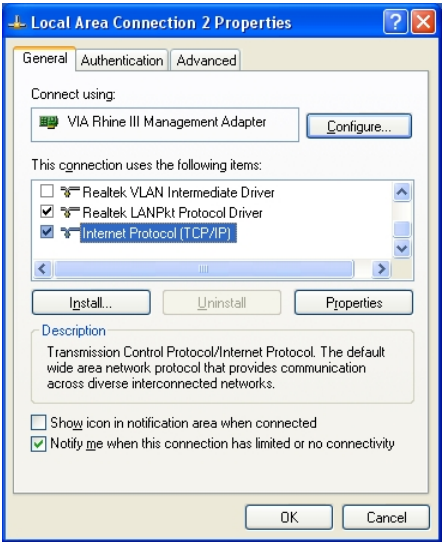 Local Area Connection 2 Properties
General Authentication Advanced
Connect using:
VIA Rhine III Management Adapter
Configure...
This connection uses the following items:
Realtek VLAN Intermediate Driver
Realtek LANPkt Protocol Driver
Internet Protocol (TCP/IP)
Install... Uninstall Properties
Description
Transmission Control Protocol/Internet Protocol. The default
wide area network protocol that provides communication
across diverse interconnected networks.
Show icon in notification area when connected
Notify me when this connection has limited or no connectivity
OK Cancel